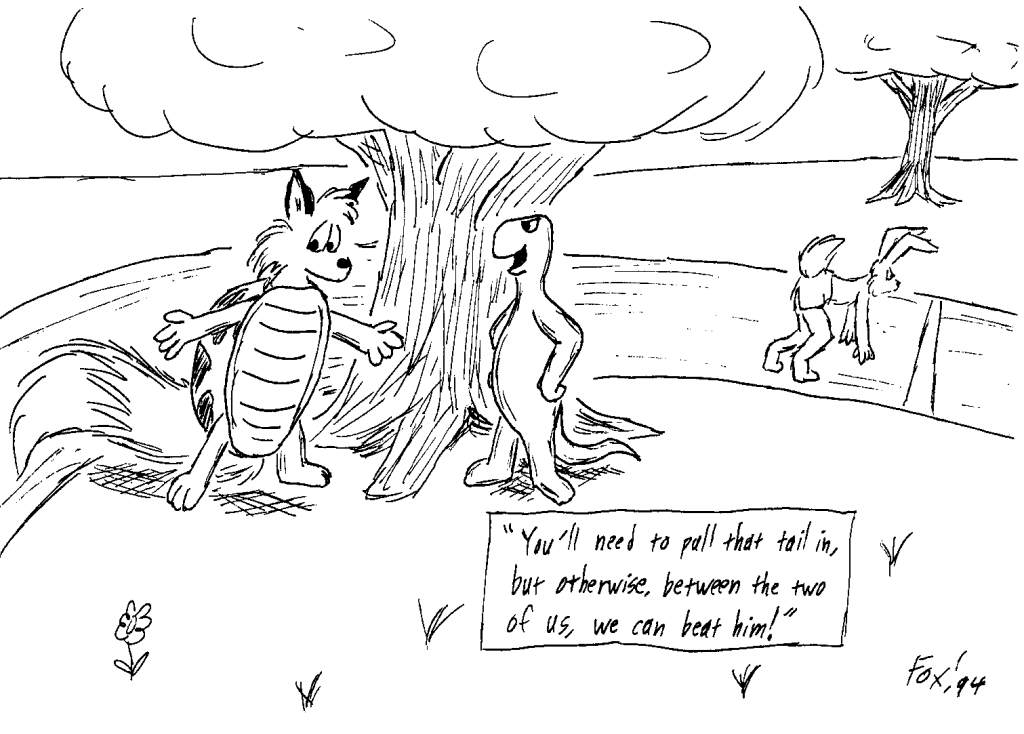 "You'll need to pull that tail in,
but otherwise, between the two
of us, we can beat him!"
Fox, '94